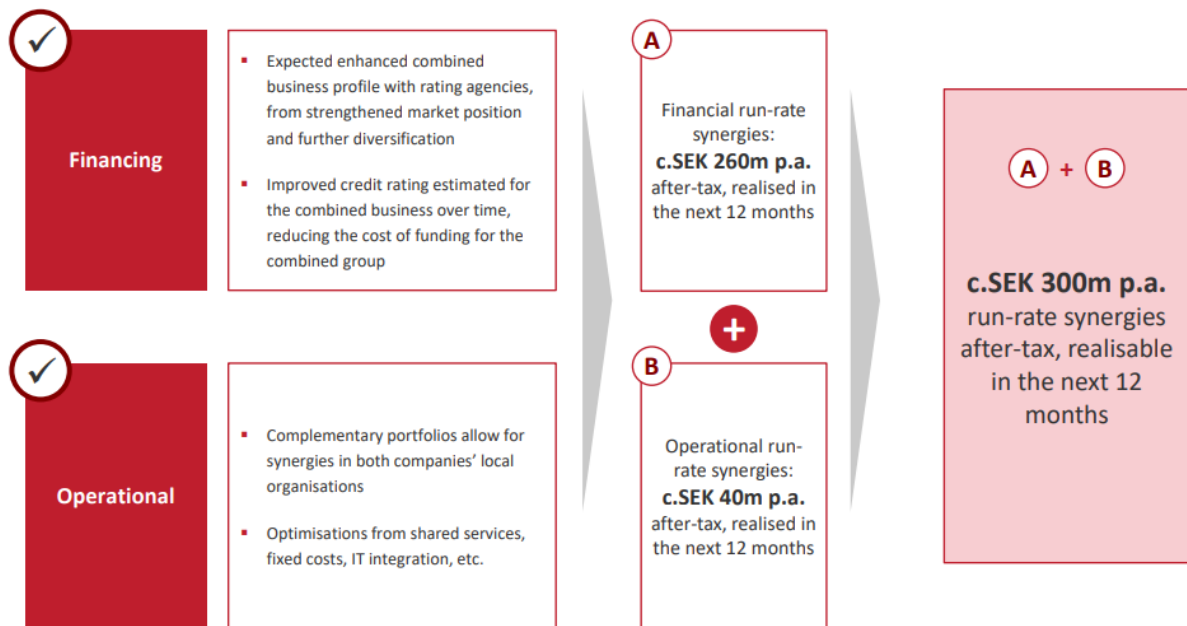 Financing
▪ Expected enhanced combined
business profile with rating agencies,
from strengthened market position
and further diversification
▪ Improved credit rating estimated for
the combined business over time,
reducing the cost of funding for the
combined group
A
Financial run-rate
synergies:
c.SEK 260m p.a.
after-tax, realised in
the next 12 months
+
Operational
▪ Complementary portfolios allow for
synergies in both companies’ local
organisations
▪ Optimisations from shared services,
fixed costs, IT integration, etc.
B
Operational run-
rate synergies:
c.SEK 40m p.a.
after-tax, realised in
the next 12 months
A + B
c.SEK 300m p.a.
run-rate synergies
after-tax, realisable
in the next 12
months